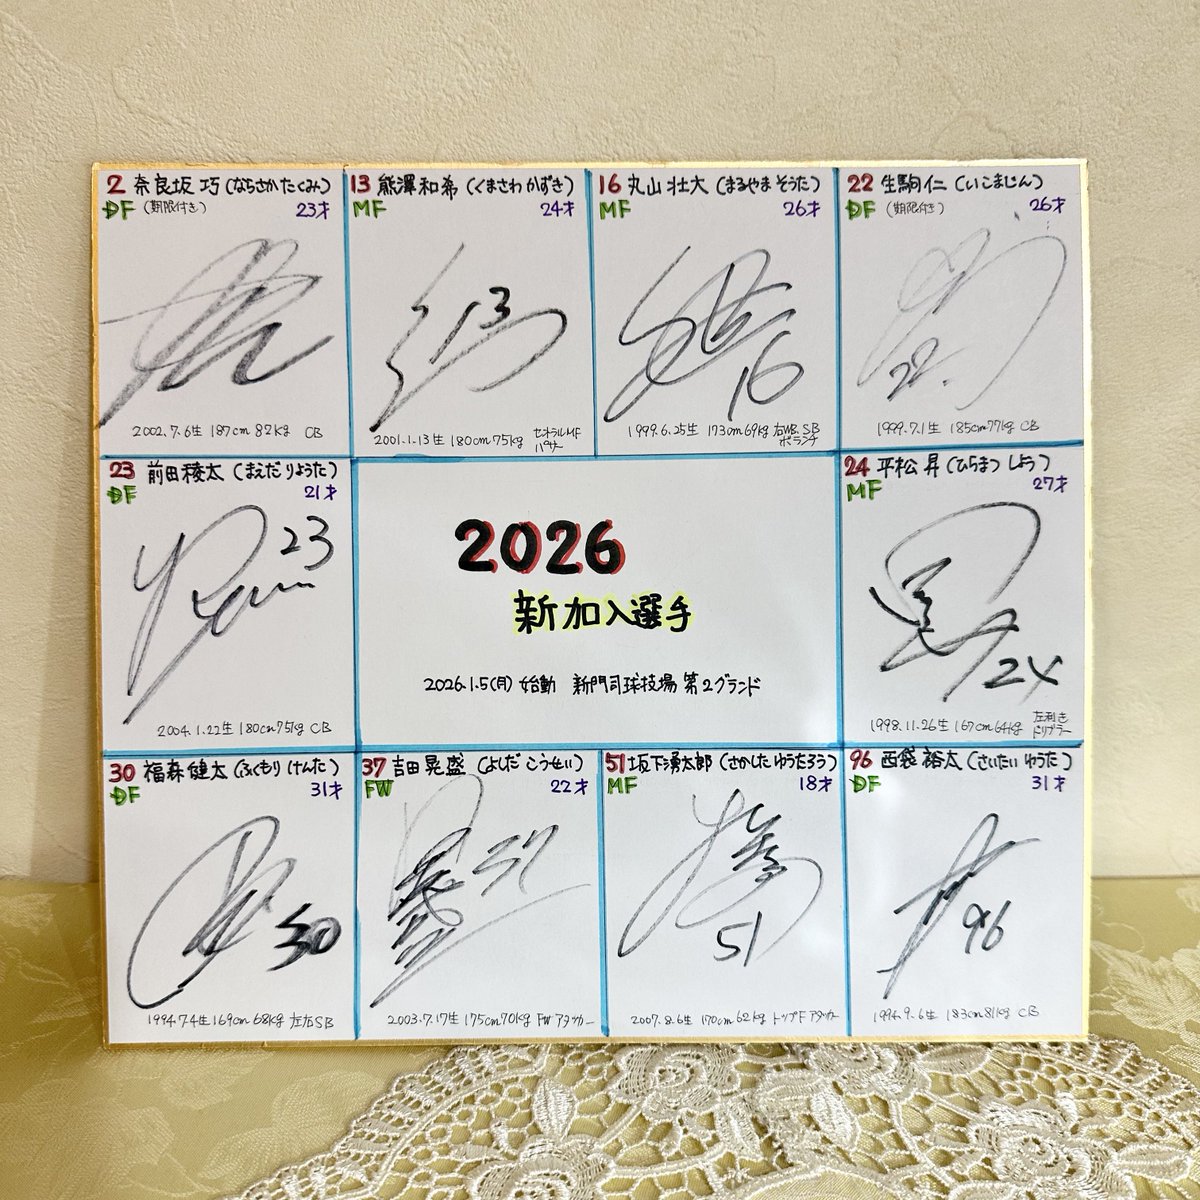 2 奈良坂 巧 (ならさか たくみ)
DF (期限付き) 23才
2002.7.6生 187cm 82kg CB
13 熊澤 和希 (くまさわ かずき)
MF 24才
13
2001.1.13生 180cm 75kg セントラルMF
パサー
16 丸山 壮大 (まるやま そうた)
MF 26才
16
1999.6.25生 173cm 69kg 右WB.SB
ボランチ
22 生駒 仁 (いこま じん)
DF (期限付き) 26才
22.
1999.7.1生 185cm 77kg CB
23 前田 稜太 (まえだ りょうた)
DF 21才
23
2004.1.22生 180cm 75kg CB
2026
新加入選手
2026.1.5(月) 始動 新門司球技場 第2グランド
24 平松 昇 (ひらまつ しょう)
MF 27才
24
1998.11.26生 167cm 64kg 左利き
ドリブラー
30 福森 健太 (ふくもり けんた)
DF 31才
30
1994.7.4生 169cm 68kg 左右SB
37 吉田 晃盛 (よしだ こうせい)
FW 22才
37
2003.7.17生 175cm 70kg FW アタッカー
51 坂下 湧太郎 (さかした ゆうたろう)
MF 18才
51
2007.8.6生 170cm 62kg トップF アタッカー
96 西袋 裕太 (さいたい ゆうた)
DF 31才
96
1994.9.6生 183cm 81kg CB